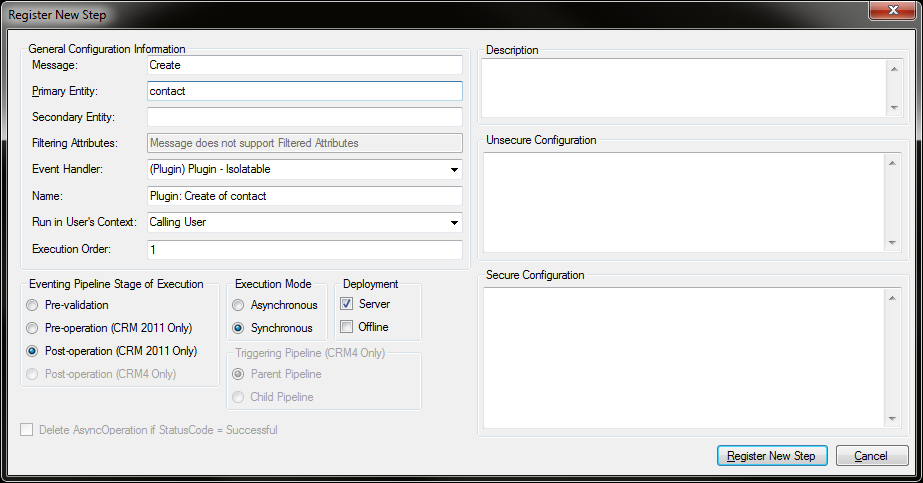 Register New Step
General Configuration Information
Message: Create
Primary Entity: contact
Secondary Entity:
Filtering Attributes: Message does not support Filtered Attributes
Event Handler: (Plugin) Plugin - Isolatable
Name: Plugin: Create of contact
Run in User's Context: Calling User
Execution Order: 1
Eventing Pipeline Stage of Execution
Pre-validation
Pre-operation (CRM 2011 Only)
Post-operation (CRM 2011 Only)
Post-operation (CRM4 Only)
Execution Mode
Asynchronous
Synchronous
Deployment
Server
Offline
Triggering Pipeline (CRM4 Only)
Parent Pipeline
Child Pipeline
Delete AsyncOperation if StatusCode = Successful
Description
Unsecure Configuration
Secure Configuration
Register New Step
Cancel